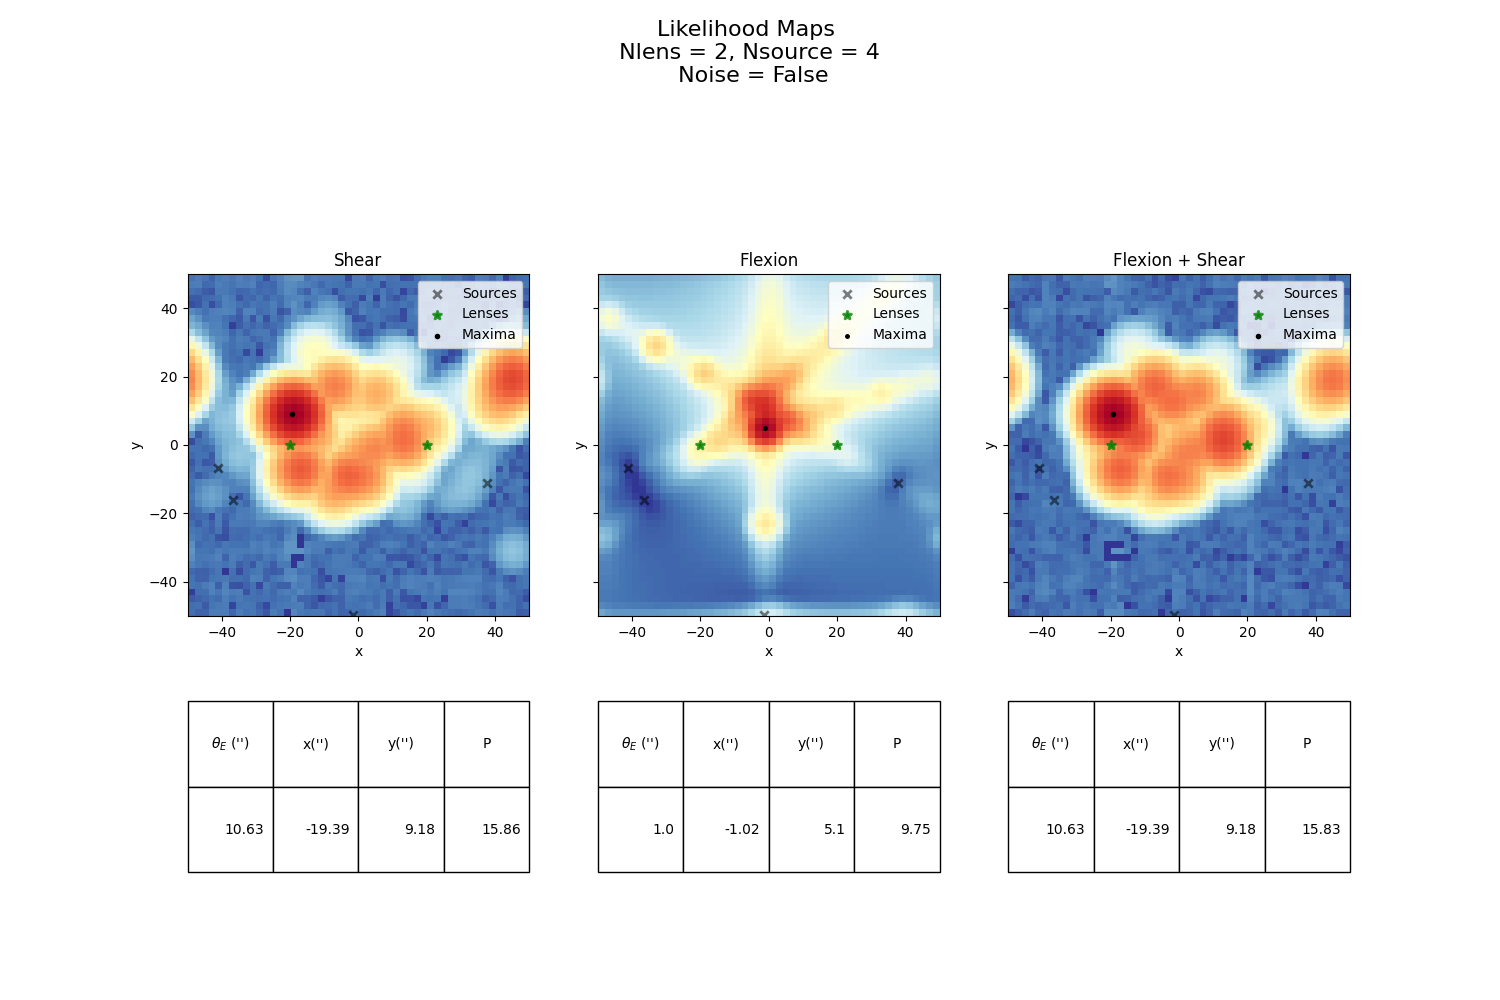 Likelihood Maps
Nlens = 2, Nsource = 4
Noise = False
Shear
Flexion
Flexion + Shear
Sources
Lenses
Maxima
Sources
Lenses
Maxima
Sources
Lenses
Maxima
40
20
0
−20
−40
y
y
y
−40 −20 0 20 40
−40 −20 0 20 40
−40 −20 0 20 40
x
x
x
θ_E ('') x('') y('') P
10.63 -19.39 9.18 15.86
θ_E ('') x('') y('') P
1.0 -1.02 5.1 9.75
θ_E ('') x('') y('') P
10.63 -19.39 9.18 15.83